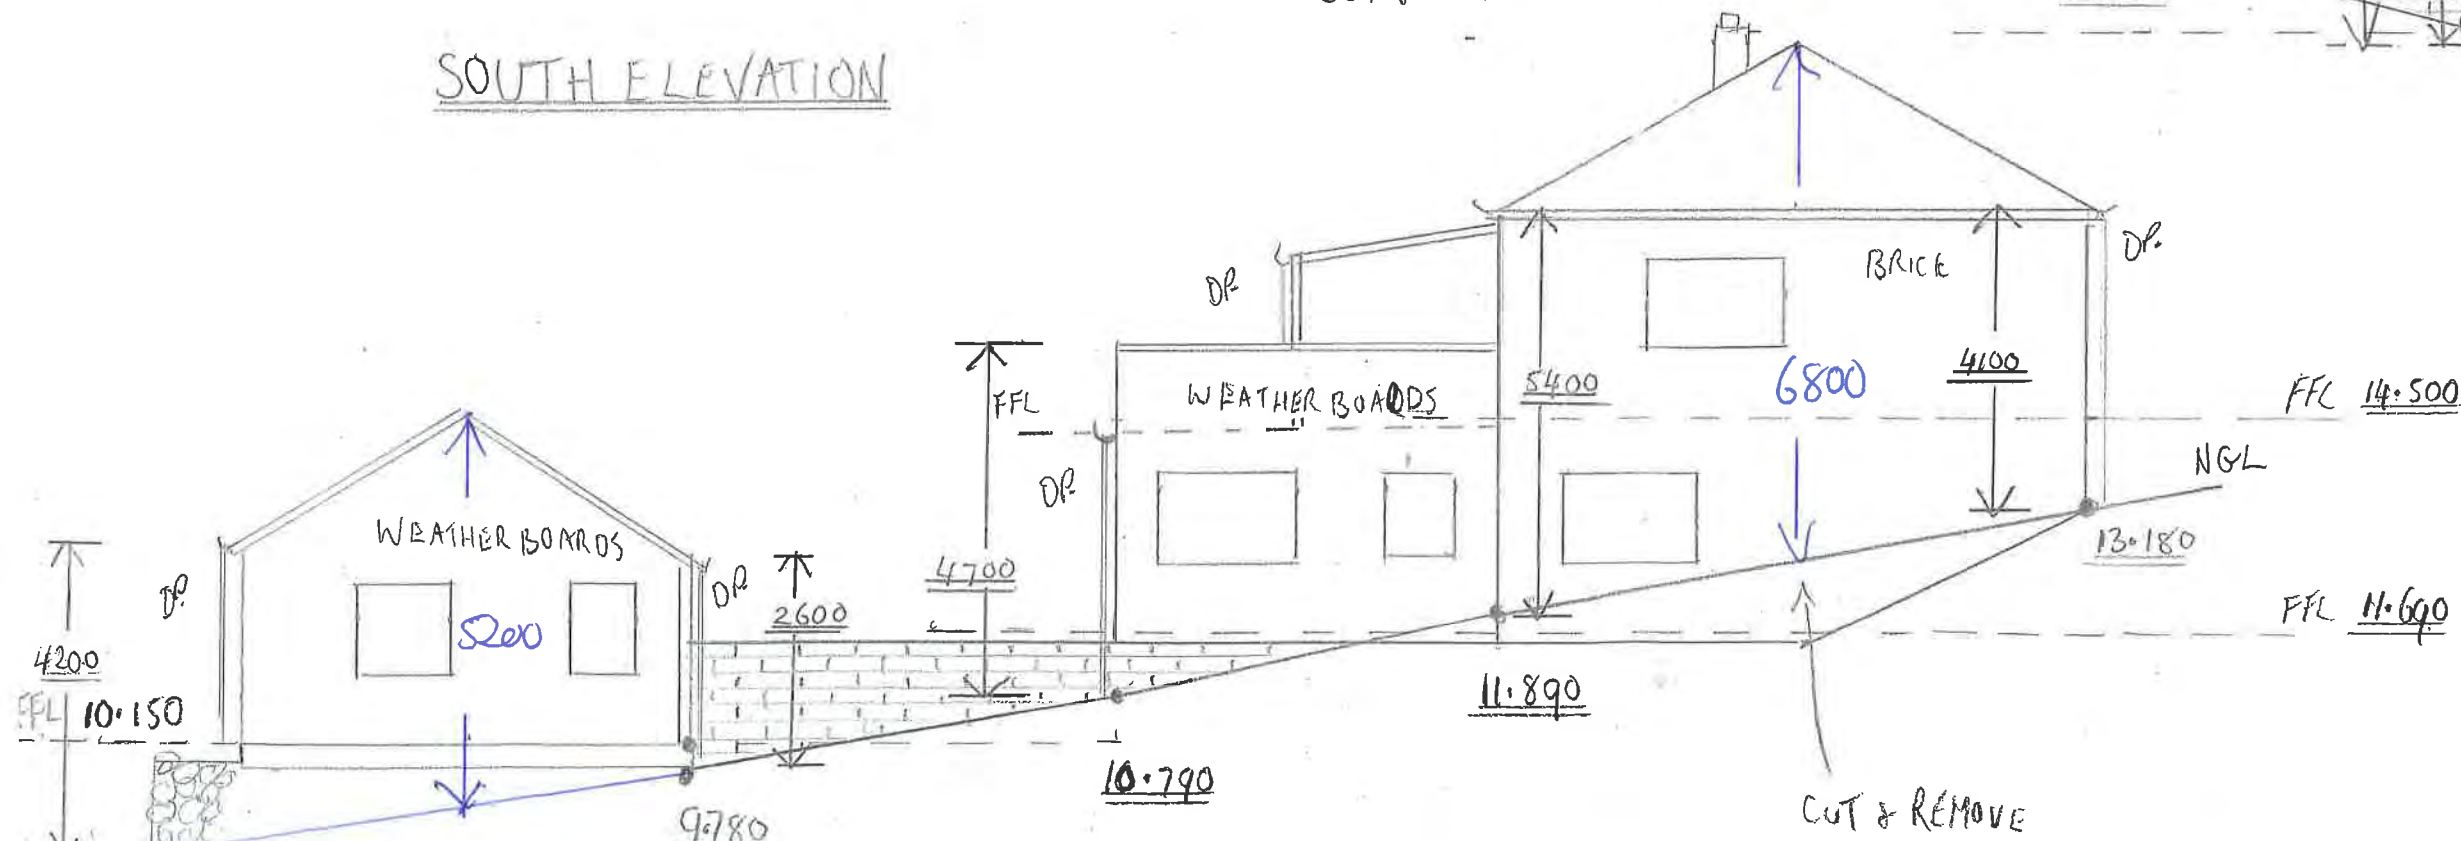 SOUTH ELEVATION
DP.
BRICK
DP.
WEATHER BOARDS
5400
6800
4100
FFL 14.500
FFL
DP.
NGL
WEATHER BOARDS
DP.
DP.
2600
4700
13.180
5200
4200
FFL 11.690
FFL 10.150
11.890
10.790
9.780
CUT & REMOVE